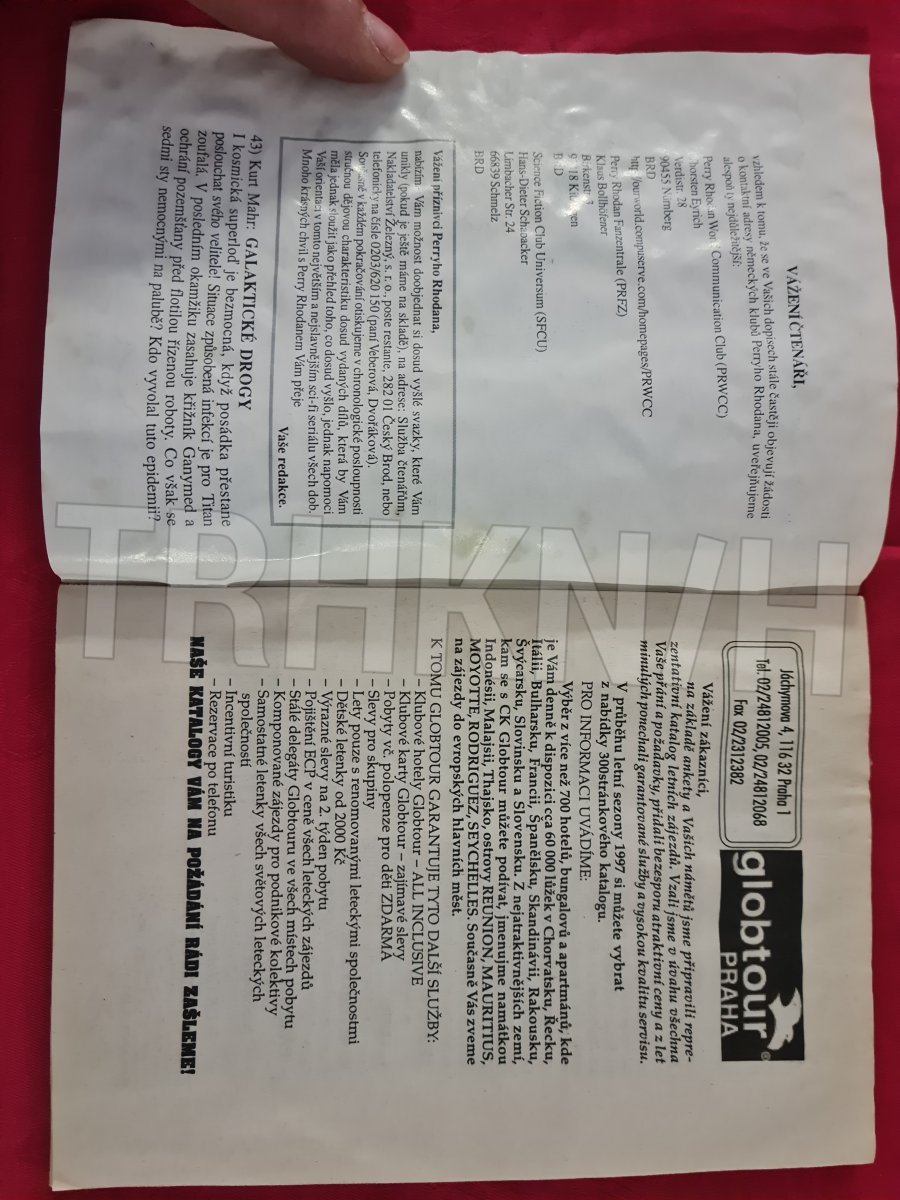 VÁŽENÍ ČTENÁŘI,
vzhledem k tomu, že se ve Vašich dopisech stále častěji objevují žádosti
o kontaktní adresy německých klubů Perryho Rhodana, uveřejňujeme
alespoň ty nejdůležitější:
Perry Rhodan Communication Club (PRWCC)
Thorsten Eyrich
Verdistr. 28
90455 Nürnberg
BRD
http://ourworld.compuserve.com/homepages/PRWCC
Perry Rhodan Fanzentrale (PRFZ)
Klaus Bollhöfener
BRD
Science Fiction Club Universum (SFCU)
Hans-Dieter Schabacker
Limbacher Str. 24
66839 Schmelz
BRD
Vážení příznivci Perryho Rhodana,
nabízím Vám možnost doobjednat si dosud vyšlé svazky, které Vám
unikly (pokud je ještě máme na skladě), na adrese: Služba čtenářům,
Nakladatelství Železný, s. r. o., poste restante, 282 01 Český Brod, nebo
telefonicky na čísle 0203/620 150 (paní Veberová, Dvořáková).
Současně v každém pokračování otiskujeme v chronologické posloupnosti
stručnou dějovou charakteristiku dosud vydaných dílů, která by Vám
měla jednak sloužit jako přehled toho, co dosud vyšlo, jednak napomoci
Vaší orientaci v tomto největším a nejslavnějším sci-fi seriálu všech dob.
Mnoho krásných chvil s Perry Rhodanem Vám přeje
Vaše redakce.
43) Kurt Mahr: GALAKTICKÉ DROGY
I kosmická superloď je bezmocná, když posádka přestane
poslouchat svého velitele! Situace způsobená infekcí je pro Titan
zoufalá. V posledním okamžiku zasahuje křižník Ganymed a
ochrání pozemšťany před flotilou řízenou roboty. Co však se
sedmi sty nemocnými na palubě? Kdo vyvolal tuto epidemii?
Jáchymova 4, 116 32 Praha 1
Tel. 02/24812005, 02/24812068
Fax 02/2312382
globtour®
PRAHA
Vážení zákazníci,
na základě ankety a Vašich námětů jsme připravili repre-
zentativní katalog letních zájezdů. Vzali jsme v úvahu všechna
Vaše přání a požadavky, přidali bezesporu atraktivní ceny a z let
minulých ponechali garantované služby a vysokou kvalitu servisu.
V průběhu letní sezony 1997 si můžete vybrat
z nabídky 300stránkového katalogu.
PRO INFORMACI UVÁDÍME:
Výběr z více než 700 hotelů, bungalovů a apartmánů, kde
je Vám denně k dispozici cca 60 000 lůžek v Chorvatsku, Řecku,
Itálii, Bulharsku, Francii, Španělsku, Skandinávii, Rakousku,
Švýcarsku, Slovinsku a Slovensku. Z nejatraktivnějších zemí,
kam se s CK Globtour můžete podívat, jmenujme namátkou
Indonésii, Malajsii, Thajsko, ostrovy REUNION, MAURITIUS,
MOYOTTE, RODRIGUEZ, SEYCHELLES. Současně Vás zveme
na zájezdy do evropských hlavních měst.
K TOMU GLOBTOUR GARANTUJE TYTO DALŠÍ SLUŽBY:
– Klubové hotely Globtour – ALL INCLUSIVE
– Klubové karty Globtour – zajímavé slevy
– Pobyty vč. polopenze pro děti ZDARMA
– Slevy pro skupiny
– Lety pouze s renomovanými leteckými společnostmi
– Dětské letenky od 2000 Kč
– Výrazné slevy na 2. týden pobytu
– Pojištění ECP v ceně všech leteckých zájezdů
– Stálé delegáty Globtouru ve všech místech pobytu
– Komponované zájezdy pro podnikové kolektivy
– Samostatné letenky všech světových leteckých
společností
– Incentivní turistiku
– Rezervace po telefonu
NAŠE KATALOGY VÁM NA POŽÁDÁNÍ RÁDI ZAŠLEME!
TRHKNIH